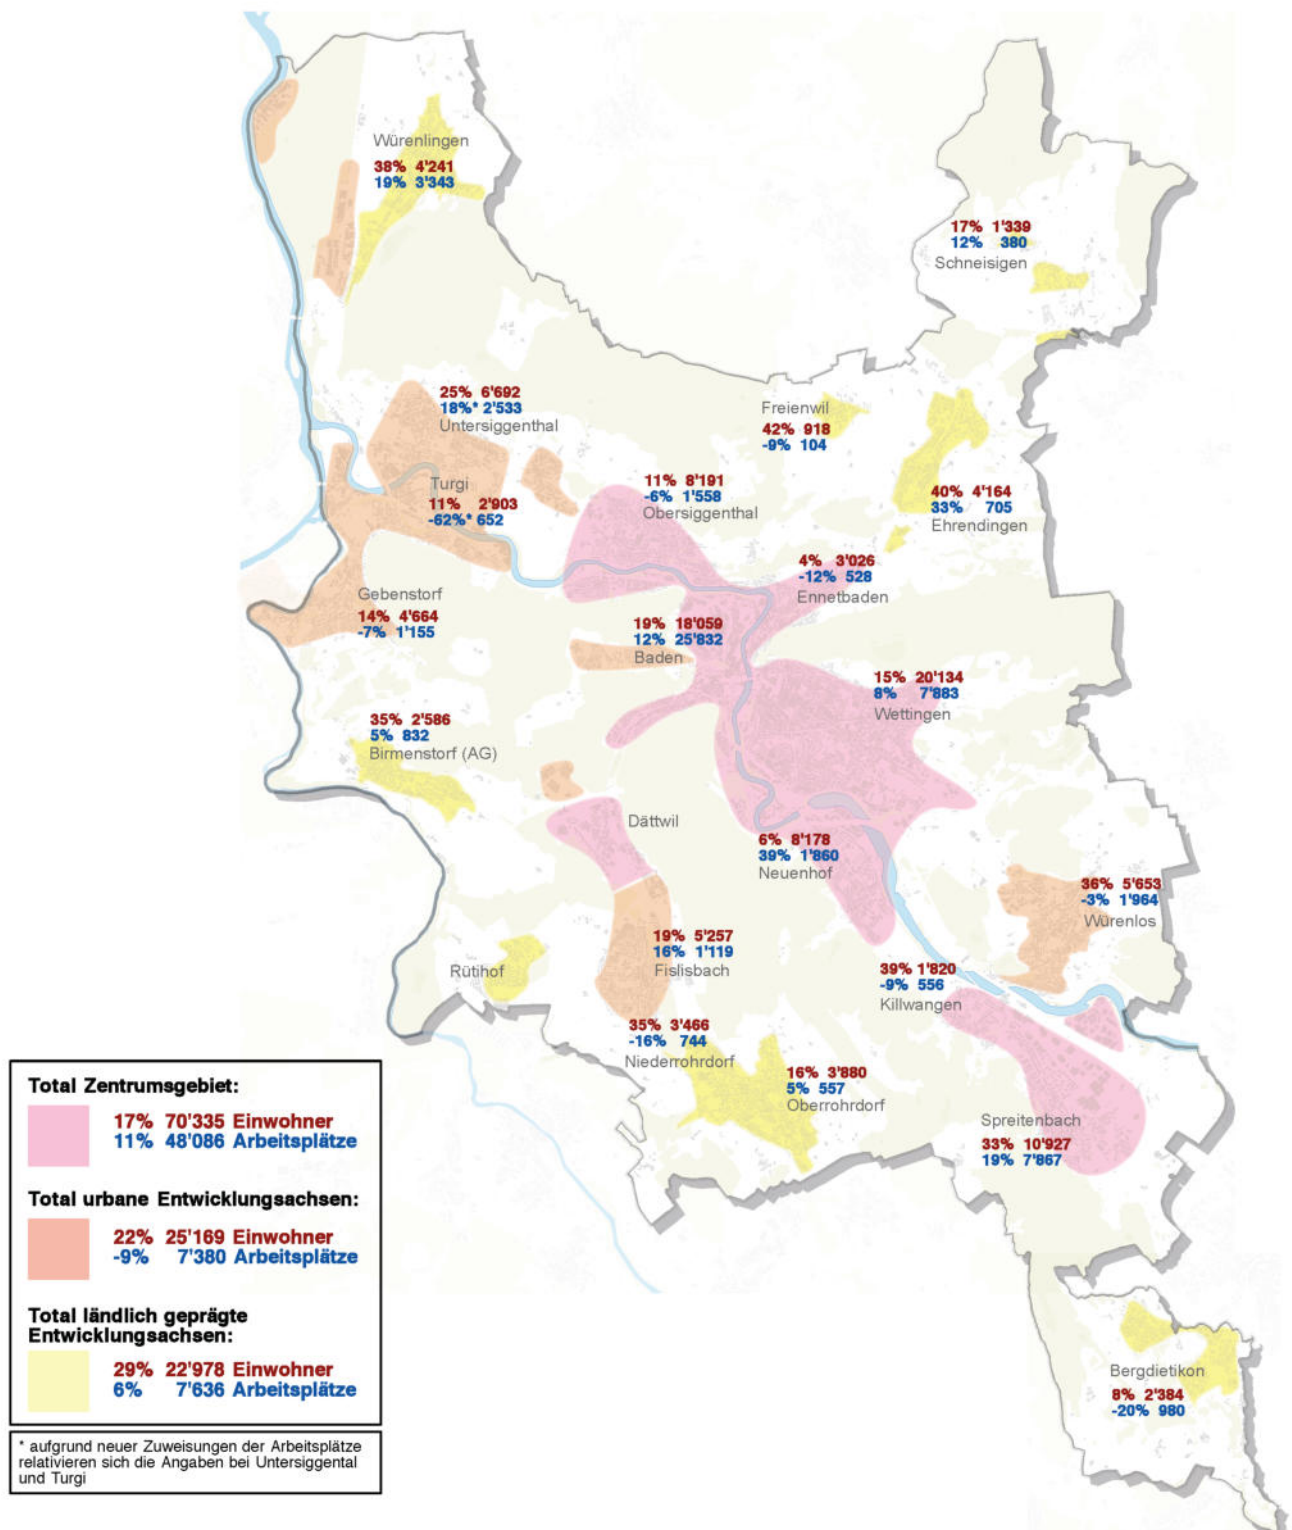 Würenlingen
38% 4'241
19% 3'343
17% 1'339
12% 380
Schneisigen
25% 6'692
18%* 2'533
Untersiggenthal
Freienwil
42% 918
-9% 104
Turgi
11% 2'903
-62%* 652
11% 8'191
-6% 1'558
Obersiggenthal
40% 4'164
33% 705
Ehrendingen
4% 3'026
-12% 528
Ennetbaden
Gebenstorf
14% 4'664
-7% 1'155
19% 18'059
12% 25'832
Baden
15% 20'134
8% 7'883
Wettingen
35% 2'586
5% 832
Birmenstorf (AG)
Dättwil
6% 8'178
39% 1'860
Neuenhof
36% 5'653
-3% 1'964
Würenlos
19% 5'257
16% 1'119
Fislisbach
Rütihof
39% 1'820
-9% 556
Killwangen
35% 3'466
-16% 744
Niederrohrdorf
16% 3'880
5% 557
Oberrohrdorf
Spreitenbach
33% 10'927
19% 7'867
Bergdietikon
8% 2'384
-20% 980
Total Zentrumsgebiet:
17% 70'335 Einwohner
11% 48'086 Arbeitsplätze
Total urbane Entwicklungsachsen:
22% 25'169 Einwohner
-9% 7'380 Arbeitsplätze
Total ländlich geprägte
Entwicklungsachsen:
29% 22'978 Einwohner
6% 7'636 Arbeitsplätze
* aufgrund neuer Zuweisungen der Arbeitsplätze
relativieren sich die Angaben bei Untersiggental
und Turgi